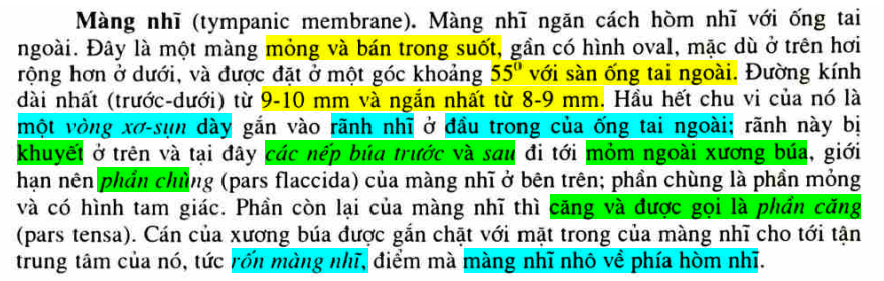 Màng nhĩ (tympanic membrane). Màng nhĩ ngăn cách hòm nhĩ với ống tai
ngoài. Đây là một màng mỏng và bán trong suốt, gần có hình oval, mặc dù ở trên hơi
rộng hơn ở dưới, và được đặt ở một góc khoảng 55⁰ với sàn ống tai ngoài. Đường kính
dài nhất (trước-dưới) từ 9-10 mm và ngắn nhất từ 8-9 mm. Hầu hết chu vi của nó là
một vòng xơ-sụn dày gắn vào rãnh nhĩ ở đầu trong của ống tai ngoài; rãnh này bị
khuyết ở trên và tại đây các nếp búa trước và sau đi tới mỏm ngoài xương búa, giới
hạn nên phần chùng (pars flaccida) của màng nhĩ ở bên trên; phần chùng là phần mỏng
và có hình tam giác. Phần còn lại của màng nhĩ thì căng và được gọi là phần căng
(pars tensa). Cán của xương búa được gắn chặt với mặt trong của màng nhĩ cho tới tận
trung tâm của nó, tức rốn màng nhĩ, điểm mà màng nhĩ nhô về phía hòm nhĩ.